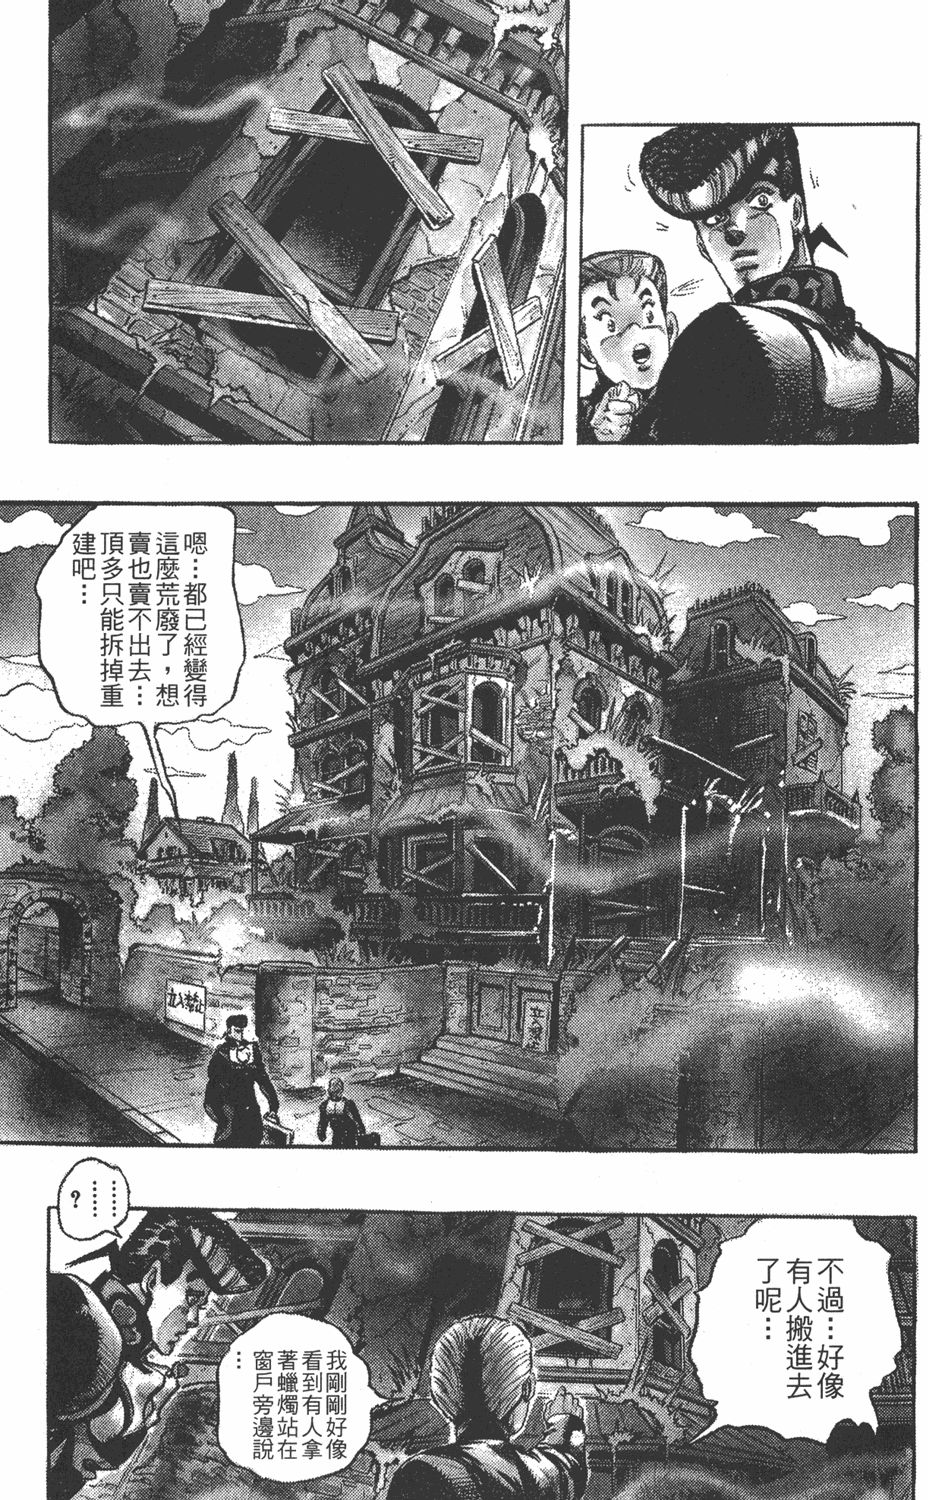 嗯…都已經變得
這麼荒廢了，想
賣也賣不出去…
頂多只能拆掉重
建吧…
不過…好像
有人搬進去
了呢…
我剛剛好像
看到有人拿
著蠟燭站在
窗戶旁邊說
…
………
？